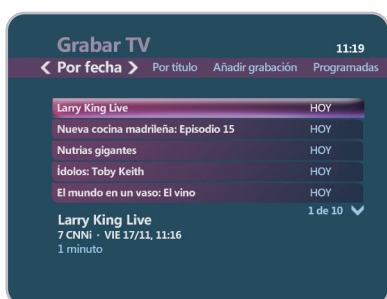 Grabar TV
11:19
Por fecha Por título Añadir grabación Programadas
Larry King Live HOY
Nueva cocina madrileña: Episodio 15 HOY
Nutrias gigantes HOY
Ídolos: Toby Keith HOY
El mundo en un vaso: El vino HOY
1 de 10
Larry King Live
7 CNNi · VIE 17/11, 11:16
1 minuto